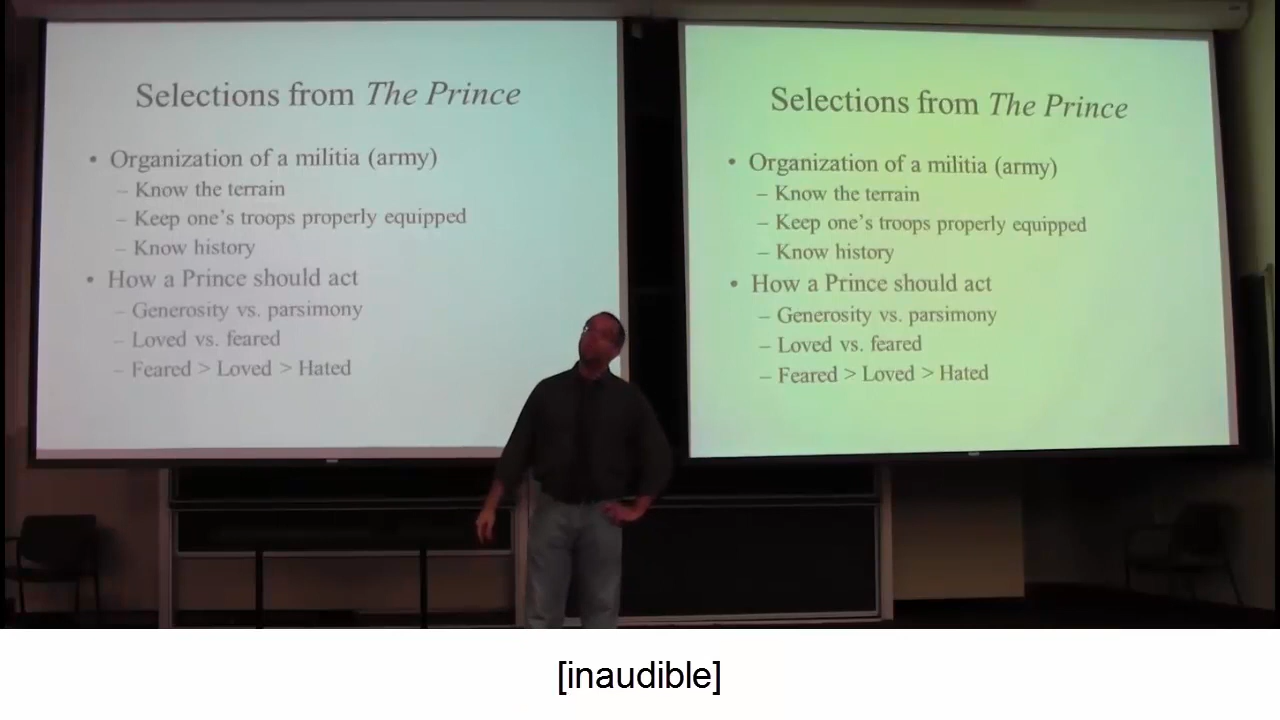 Selections from The Prince
• Organization of a militia (army)
– Know the terrain
– Keep one's troops properly equipped
– Know history
• How a Prince should act
– Generosity vs. parsimony
– Loved vs. feared
– Feared > Loved > Hated
Selections from The Prince
• Organization of a militia (army)
– Know the terrain
– Keep one's troops properly equipped
– Know history
• How a Prince should act
– Generosity vs. parsimony
– Loved vs. feared
– Feared > Loved > Hated
[inaudible]